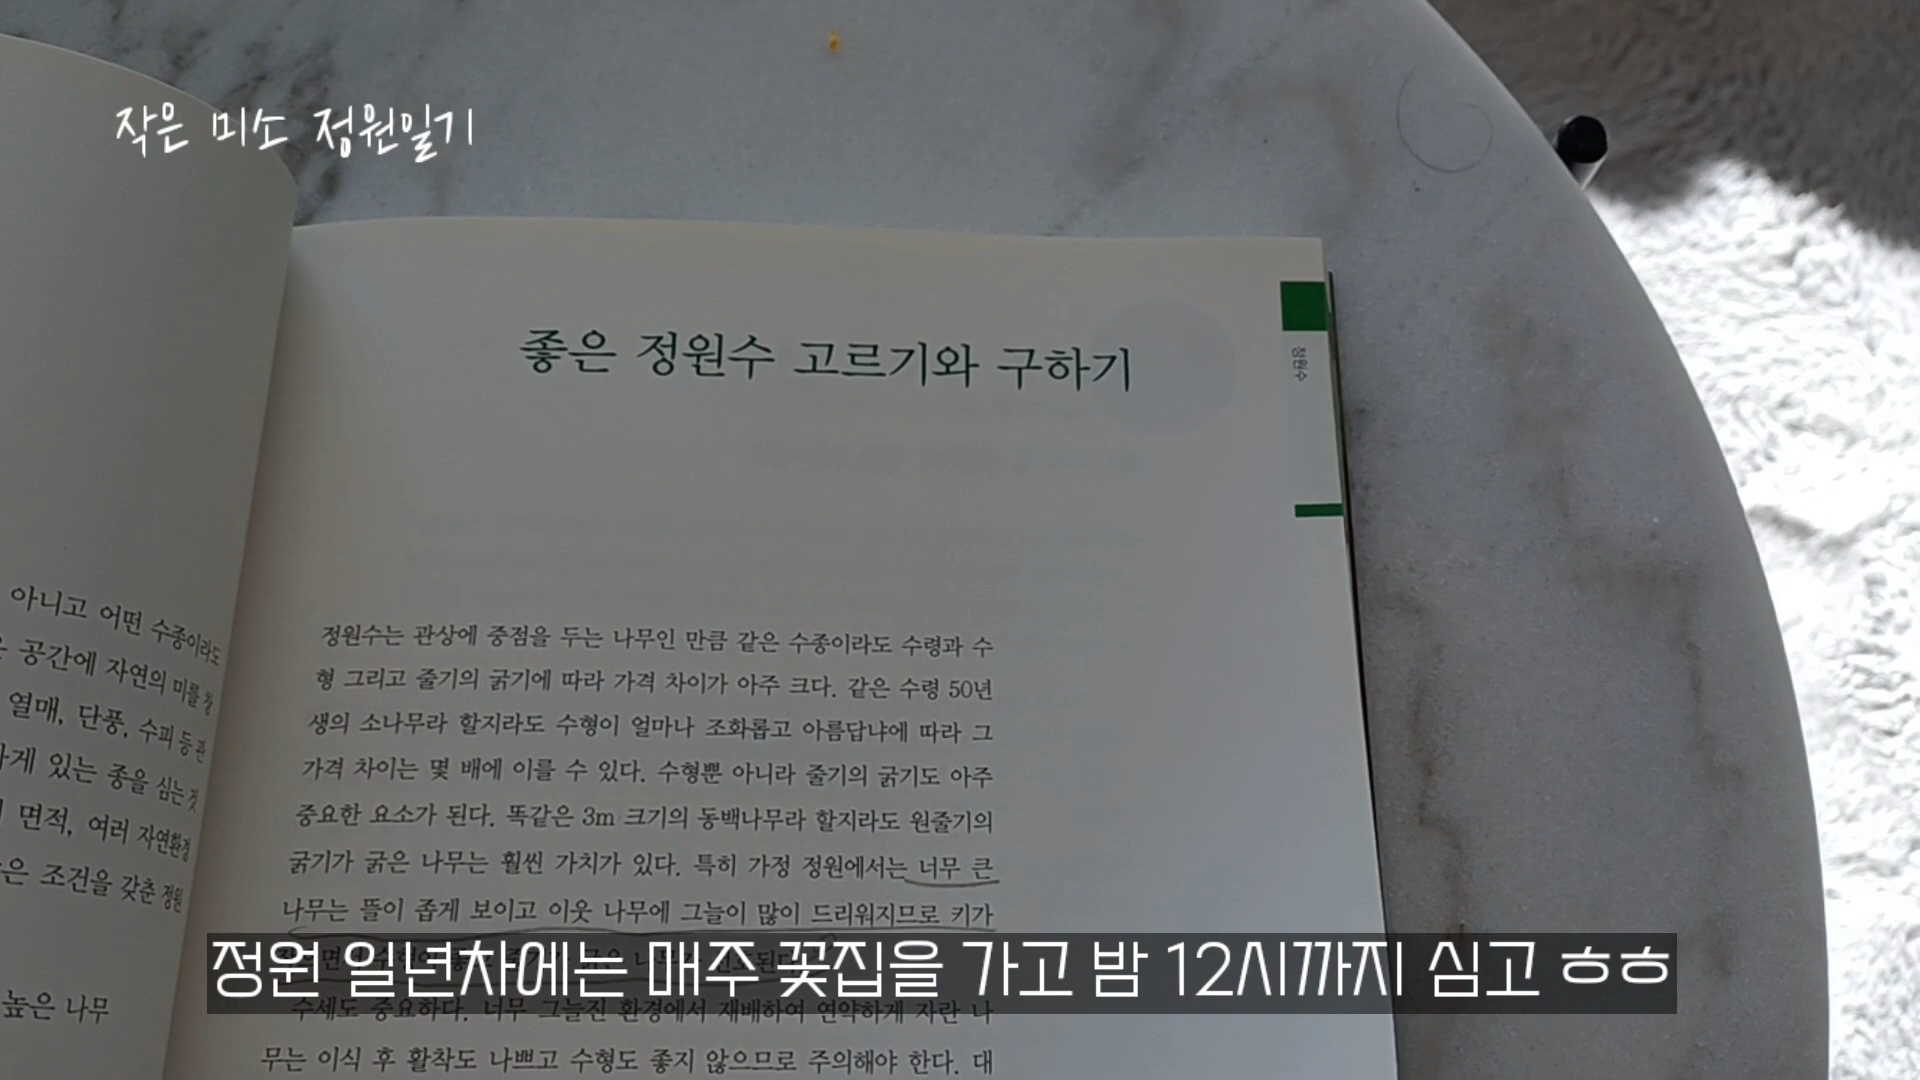 작은 미소 정원일기
좋은 정원수 고르기와 구하기
정원수
아니고 어떤 수종이라도
공간에 자연의 미를
열매, 단풍, 수피 등
있는 종을 심는 것
면적, 여러 자연환경
조건을 갖춘 정원
높은 나무
정원수는 관상에 중점을 두는 나무인 만큼 같은 수종이라도 수령과 수
형 그리고 줄기의 굵기에 따라 가격 차이가 아주 크다. 같은 수령 50년
생의 소나무라 할지라도 수형이 얼마나 조화롭고 아름답냐에 따라 그
가격 차이는 몇 배에 이를 수 있다. 수형뿐 아니라 줄기의 굵기도 아주
중요한 요소가 된다. 똑같은 3m 크기의 동백나무라 할지라도 원줄기의
굵기가 굵은 나무는 훨씬 가치가 있다. 특히 가정 정원에서는 너무 큰
나무는 뜰이 좁게 보이고 이웃 나무에 그늘이 많이 드리워지므로 키가
정원 일년차에는 매주 꽃집을 가고 밤 12시까지 심고 ㅎㅎ
수세도 중요하다. 너무 그늘진 환경에서 재배하여 연약하게 자란 나
무는 이식 후 활착도 나쁘고 수형도 좋지 않으므로 주의해야 한다. 대